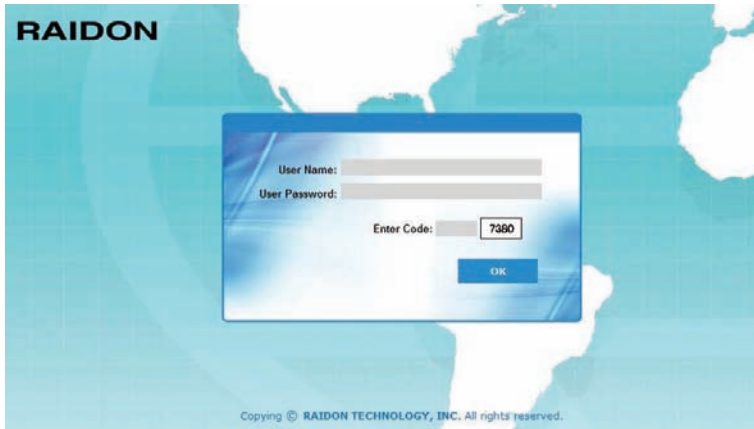 RAIDON
User Name:
User Password:
Enter Code: 7380
OK
Copying © RAIDON TECHNOLOGY, INC. All rights reserved.